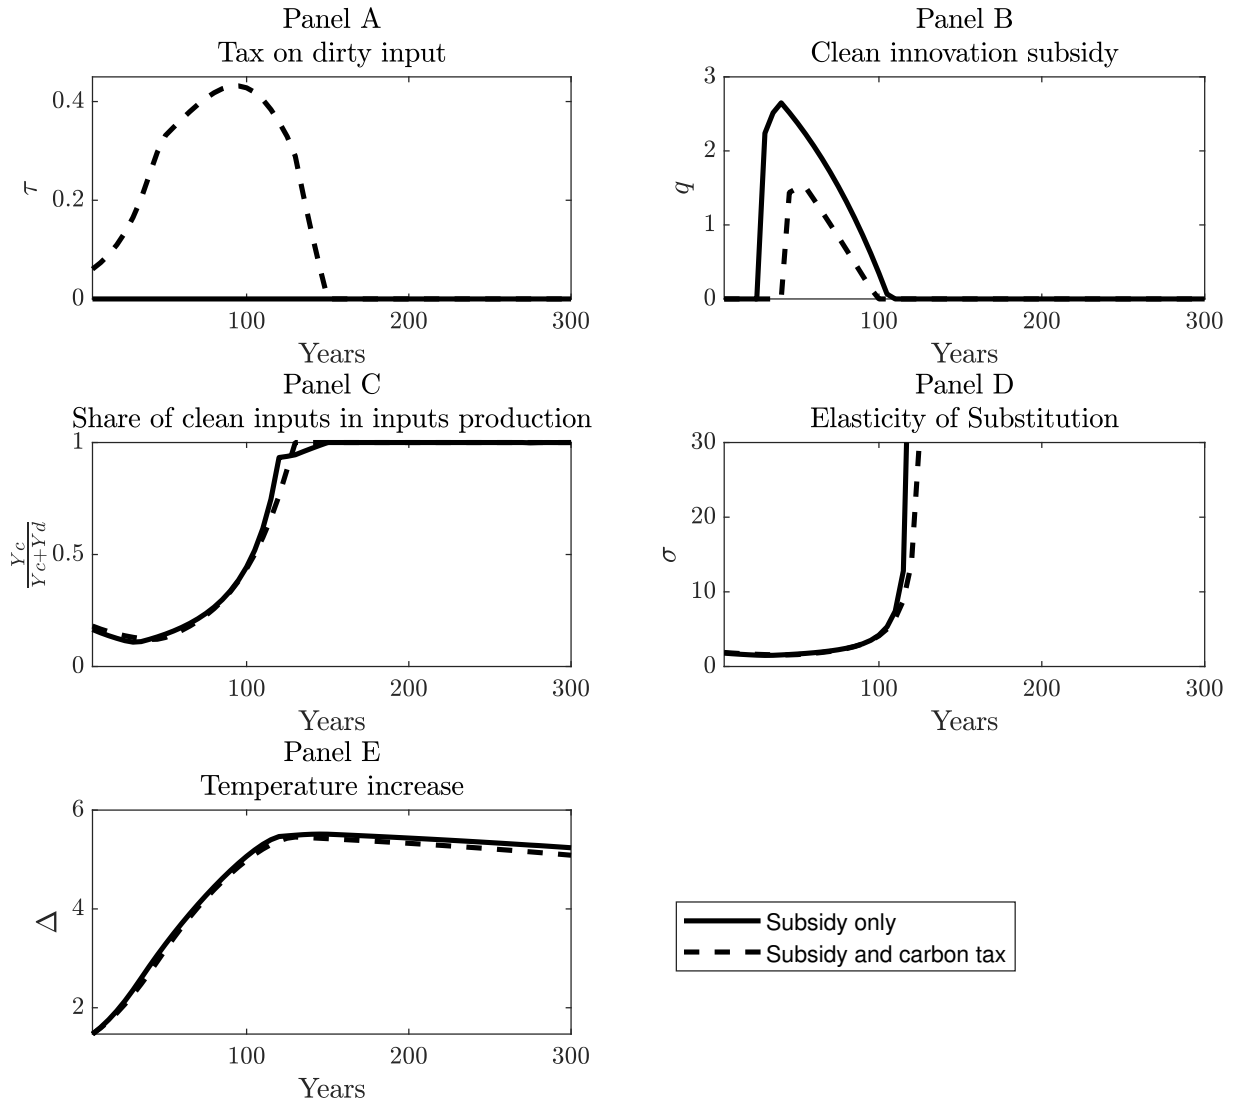 Panel A
Tax on dirty input
τ
0.4
0.2
0
100
200
300
Years
Panel B
Clean innovation subsidy
q
3
2
1
0
100
200
300
Years
Panel C
Share of clean inputs in inputs production
Yc
Yc+Yd
1
0.5
0
100
200
300
Years
Panel D
Elasticity of Substitution
σ
30
20
10
0
100
200
300
Years
Panel E
Temperature increase
Δ
6
4
2
100
200
300
Years
Subsidy only
Subsidy and carbon tax